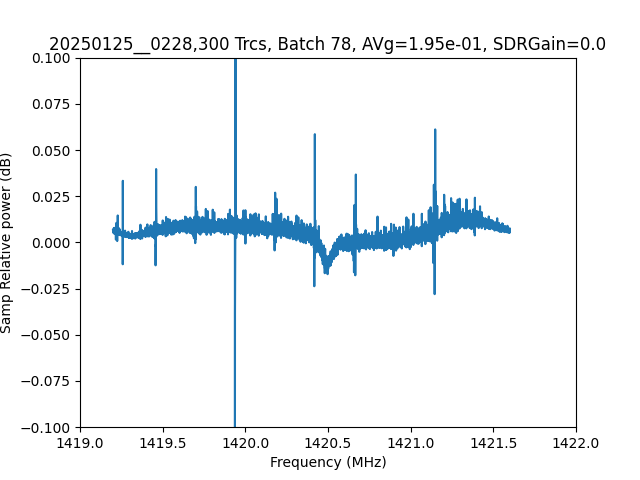 20250125__0228,300 Trcs, Batch 78, AVg=1.95e-01, SDRGain=0.0
0.100
0.075
0.050
0.025
0.000
−0.025
−0.050
−0.075
−0.100
Samp Relative power (dB)
1419.0 1419.5 1420.0 1420.5 1421.0 1421.5 1422.0
Frequency (MHz)